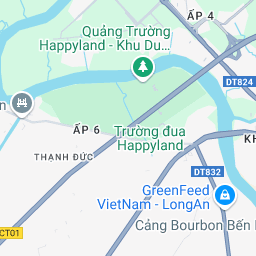 ẤP 4
Quảng Trường
Happyland - Khu Du...
DT824
ẤP 6
Trường đua
Happyland
THẠNH ĐỨC
DT832
GreenFeed
VietNam - LongAn
Cảng Bourbon Bến
CT01